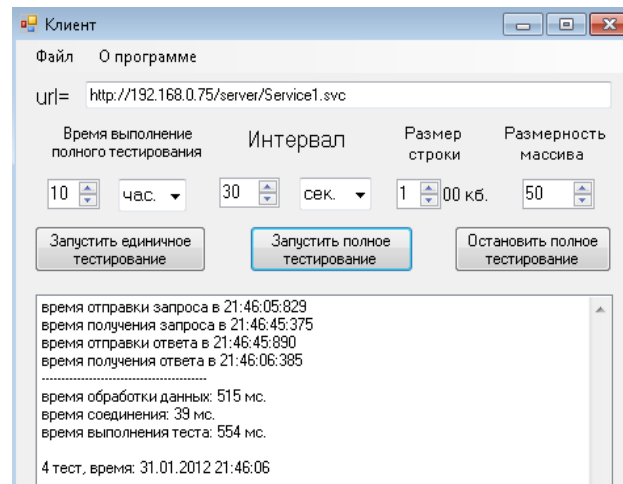 Клиент
Файл О программе
url= http://192.168.0.75/server/Service1.svc
Время выполнение
полного тестирования
Интервал
Размер
строки
Размерность
массива
10 час. 30 сек. 1 00 кб. 50
Запустить единичное
тестирование
Запустить полное
тестирование
Остановить полное
тестирование
время отправки запроса в 21:46:05:829
время получения запроса в 21:46:45:375
время отправки ответа в 21:46:45:890
время получения ответа в 21:46:06:385
------------------------------------------
время обработки данных: 515 мс.
время соединения: 39 мс.
время выполнения теста: 554 мс.
4 тест, время: 31.01.2012 21:46:06